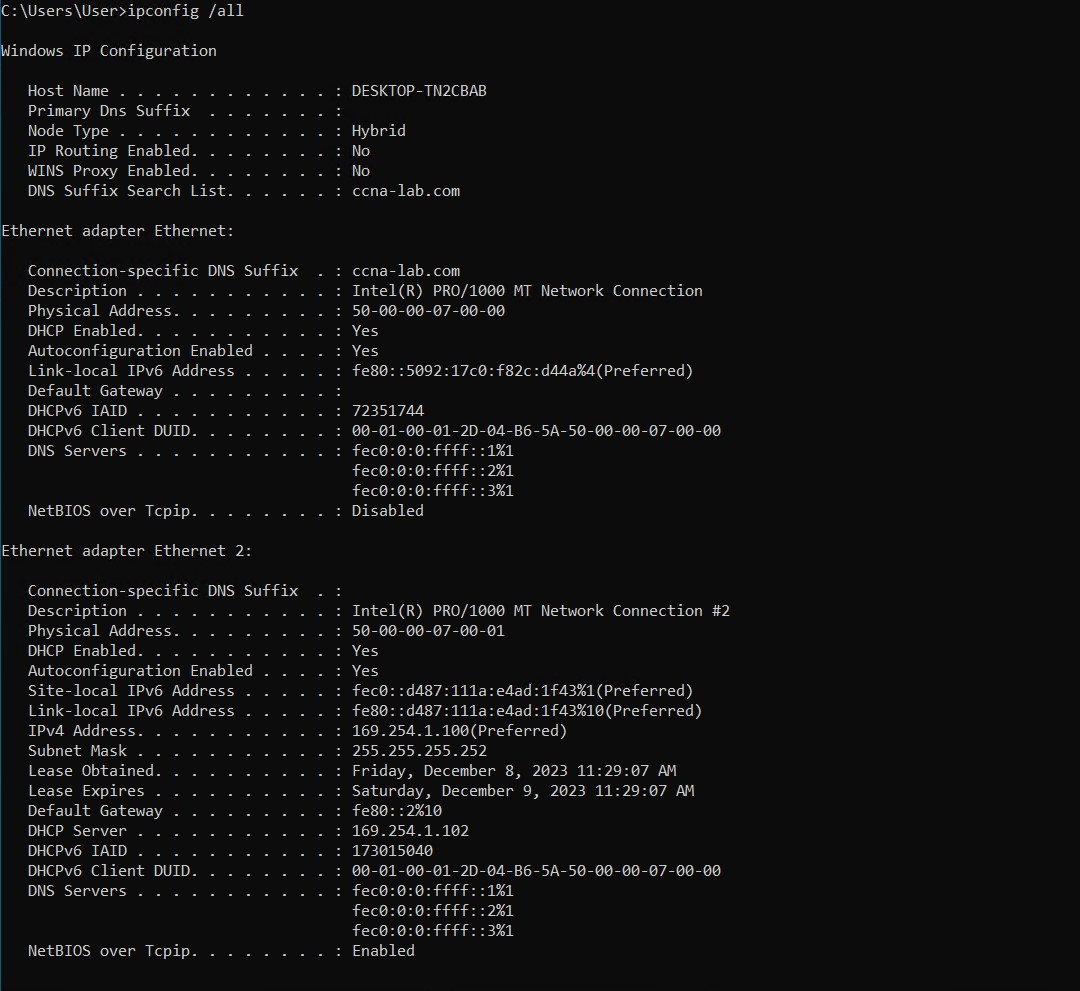 C:\Users\User>ipconfig /all
Windows IP Configuration
Host Name . . . . . . . . . . . . : DESKTOP-TN2CBAB
Primary Dns Suffix  . . . . . . . :
Node Type . . . . . . . . . . . . : Hybrid
IP Routing Enabled. . . . . . . . : No
WINS Proxy Enabled. . . . . . . . : No
DNS Suffix Search List. . . . . . : ccna-lab.com
Ethernet adapter Ethernet:
Connection-specific DNS Suffix  . : ccna-lab.com
Description . . . . . . . . . . . : Intel(R) PRO/1000 MT Network Connection
Physical Address. . . . . . . . . : 50-00-00-07-00-00
DHCP Enabled. . . . . . . . . . . : Yes
Autoconfiguration Enabled . . . . : Yes
Link-local IPv6 Address . . . . . : fe80::5092:17c0:f82c:d44a%4(Preferred)
Default Gateway . . . . . . . . . :
DHCPv6 IAID . . . . . . . . . . . : 72351744
DHCPv6 Client DUID. . . . . . . . : 00-01-00-01-2D-04-B6-5A-50-00-00-07-00-00
DNS Servers . . . . . . . . . . . : fec0:0:0:ffff::1%1
fec0:0:0:ffff::2%1
fec0:0:0:ffff::3%1
NetBIOS over Tcpip. . . . . . . . : Disabled
Ethernet adapter Ethernet 2:
Connection-specific DNS Suffix  . :
Description . . . . . . . . . . . : Intel(R) PRO/1000 MT Network Connection #2
Physical Address. . . . . . . . . : 50-00-00-07-00-01
DHCP Enabled. . . . . . . . . . . : Yes
Autoconfiguration Enabled . . . . : Yes
Site-local IPv6 Address . . . . . : fec0::d487:111a:e4ad:1f43%1(Preferred)
Link-local IPv6 Address . . . . . : fe80::d487:111a:e4ad:1f43%10(Preferred)
IPv4 Address. . . . . . . . . . . : 169.254.1.100(Preferred)
Subnet Mask . . . . . . . . . . . : 255.255.255.252
Lease Obtained. . . . . . . . . . : Friday, December 8, 2023 11:29:07 AM
Lease Expires . . . . . . . . . . : Saturday, December 9, 2023 11:29:07 AM
Default Gateway . . . . . . . . . : fe80::2%10
DHCP Server . . . . . . . . . . . : 169.254.1.102
DHCPv6 IAID . . . . . . . . . . . : 173015040
DHCPv6 Client DUID. . . . . . . . : 00-01-00-01-2D-04-B6-5A-50-00-00-07-00-00
DNS Servers . . . . . . . . . . . : fec0:0:0:ffff::1%1
fec0:0:0:ffff::2%1
fec0:0:0:ffff::3%1
NetBIOS over Tcpip. . . . . . . . : Enabled